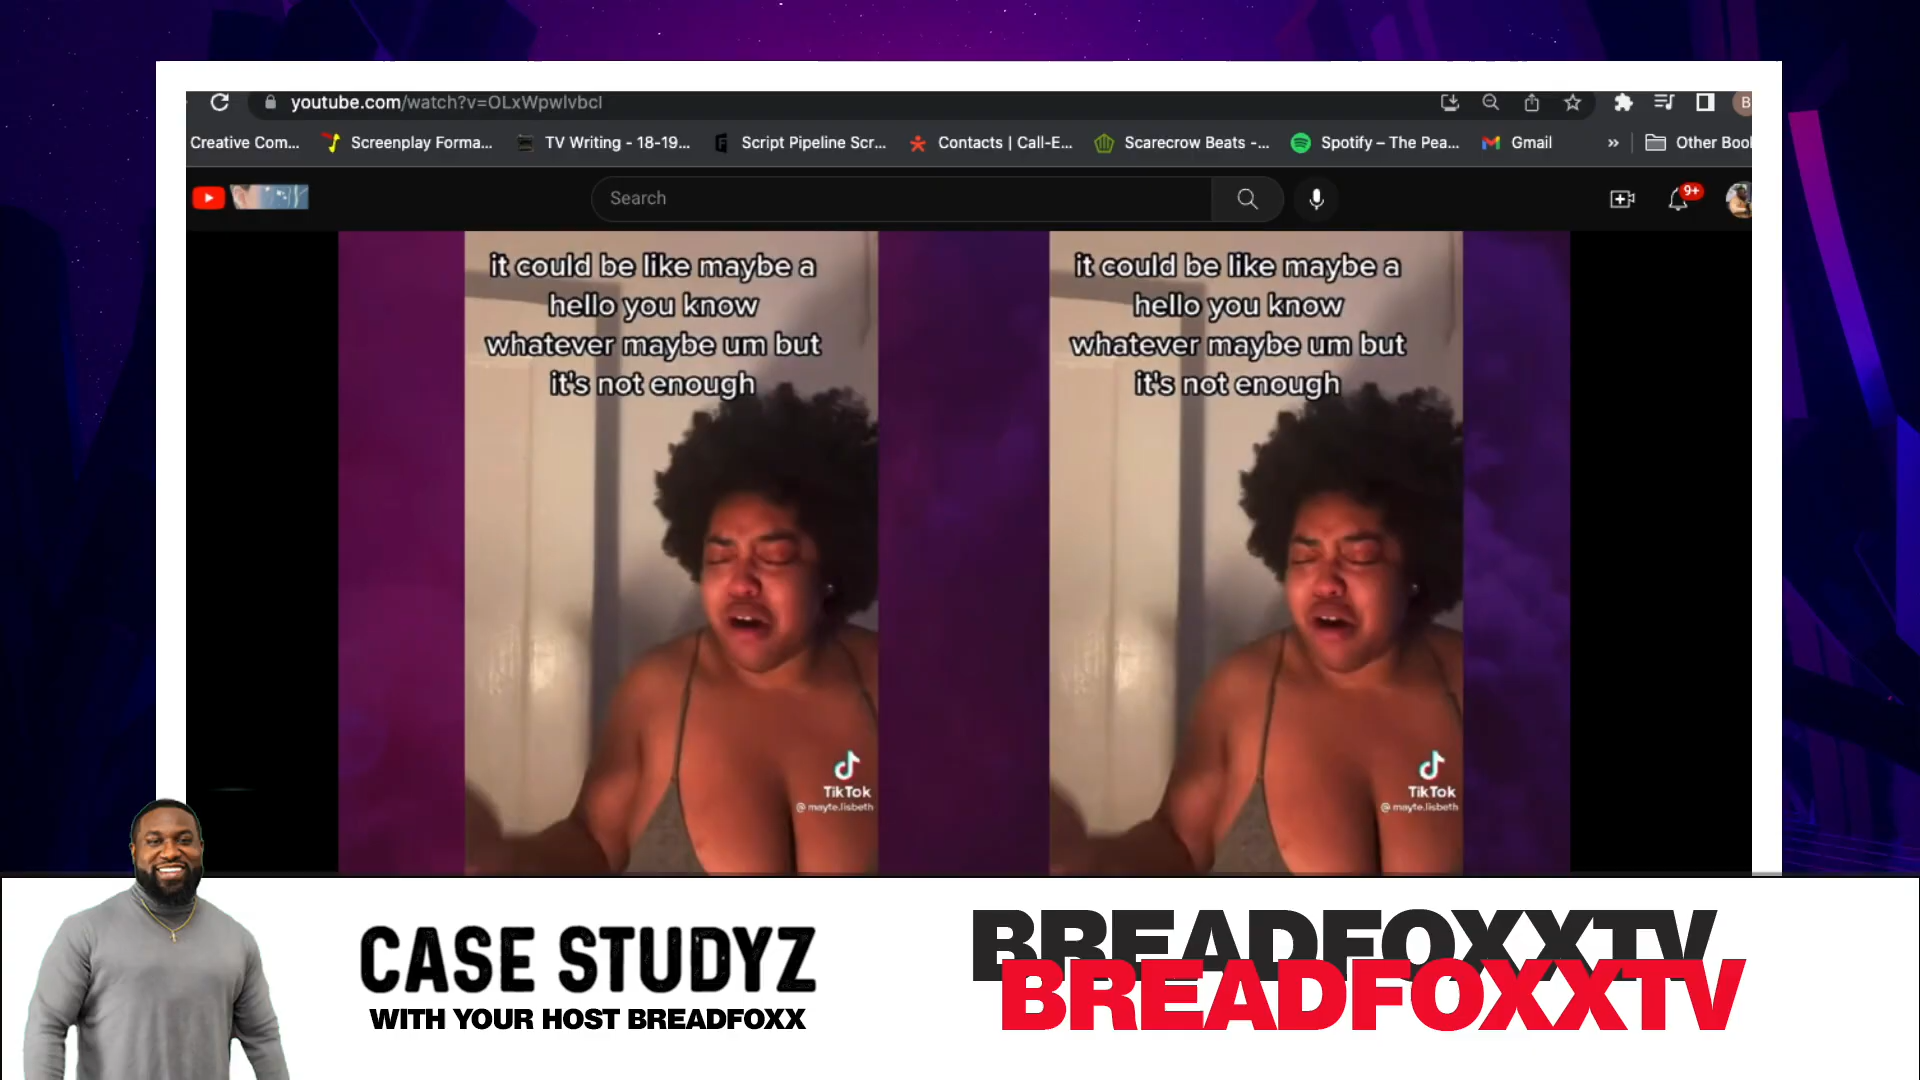 youtube.com/watch?v=OLxWpwlvbcI
B
Creative Com...
Screenplay Forma...
TV Writing - 18-19...
Script Pipeline Scr...
Contacts | Call-E...
Scarecrow Beats -...
Spotify – The Pea...
Gmail
»
Other Boo
Search
9+
it could be like maybe a
hello you know
whatever maybe um but
it's not enough
it could be like maybe a
hello you know
whatever maybe um but
it's not enough
TikTok
@mayte.lisbeth
TikTok
@mayte.lisbeth
CASE STUDYZ
WITH YOUR HOST BREADFOXX
BREADFOXXTV
BREADFOXXTV